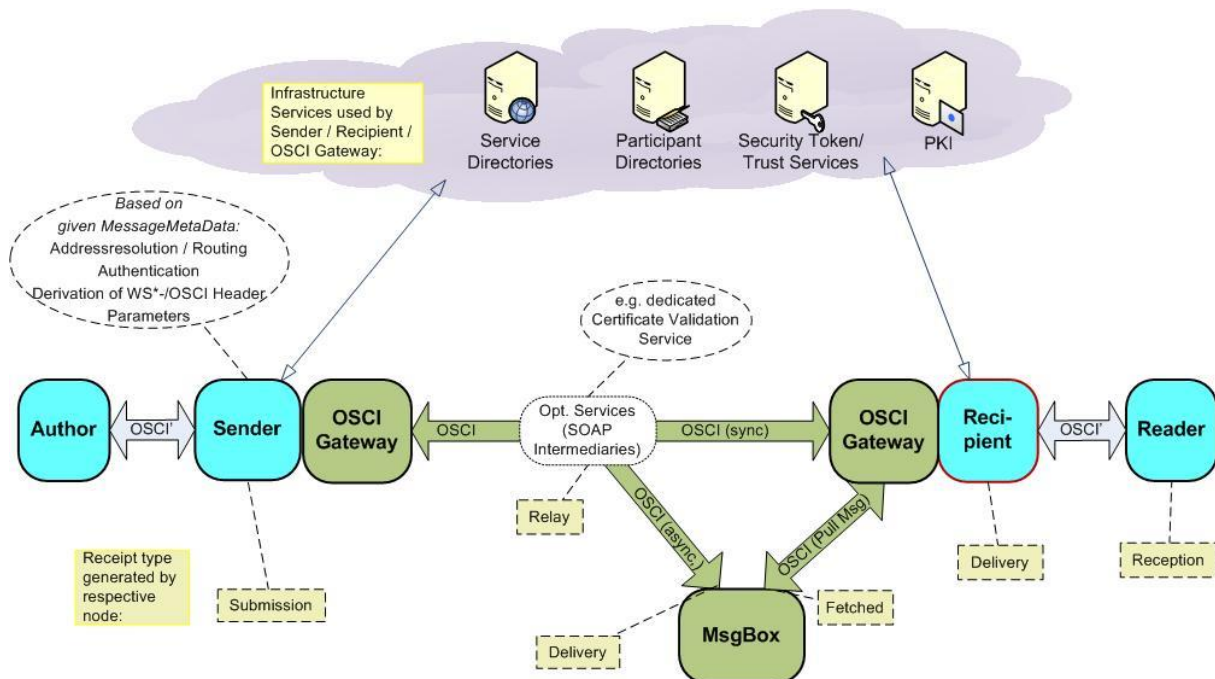 Infrastructure
Services used by
Sender / Recipient /
OSCI Gateway:
Service
Directories
Participant
Directories
Security Token/
Trust Services
PKI
Based on
given MessageMetaData:
Addressresolution / Routing
Authentication
Derivation of WS*-/OSCI Header
Parameters
e.g. dedicated
Certificate Validation
Service
Author
OSCI'
Sender
OSCI
Gateway
OSCI
Opt. Services
(SOAP
Intermediaries)
OSCI (sync)
OSCI
Gateway
Reci-
pient
OSCI'
Reader
Relay
OSCI (async,
OSCI (Pull Msg)
Receipt type
generated by
respective
node:
Submission
Delivery
MsgBox
Fetched
Delivery
Reception